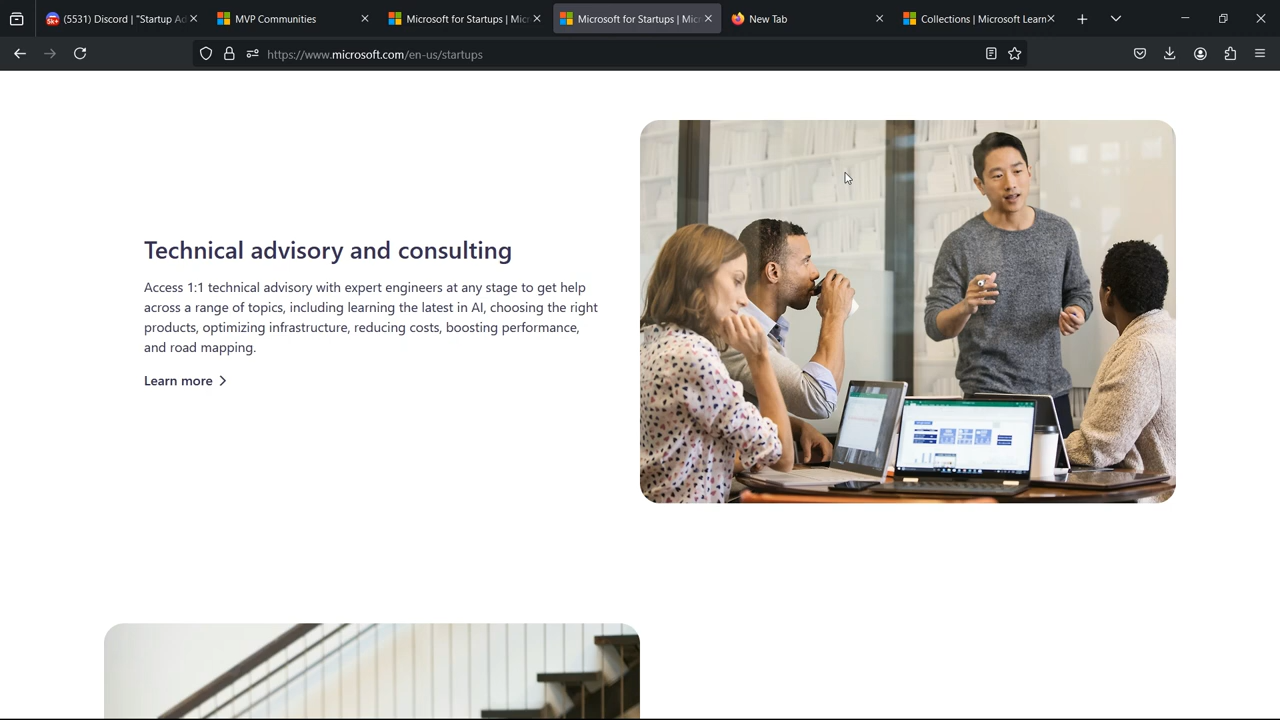 (5531) Discord | "Startup Ad
MVP Communities
Microsoft for Startups | Micr
Microsoft for Startups | Micr
New Tab
Collections | Microsoft Learn
https://www.microsoft.com/en-us/startups
Technical advisory and consulting
Access 1:1 technical advisory with expert engineers at any stage to get help
across a range of topics, including learning the latest in AI, choosing the right
products, optimizing infrastructure, reducing costs, boosting performance,
and road mapping.
Learn more